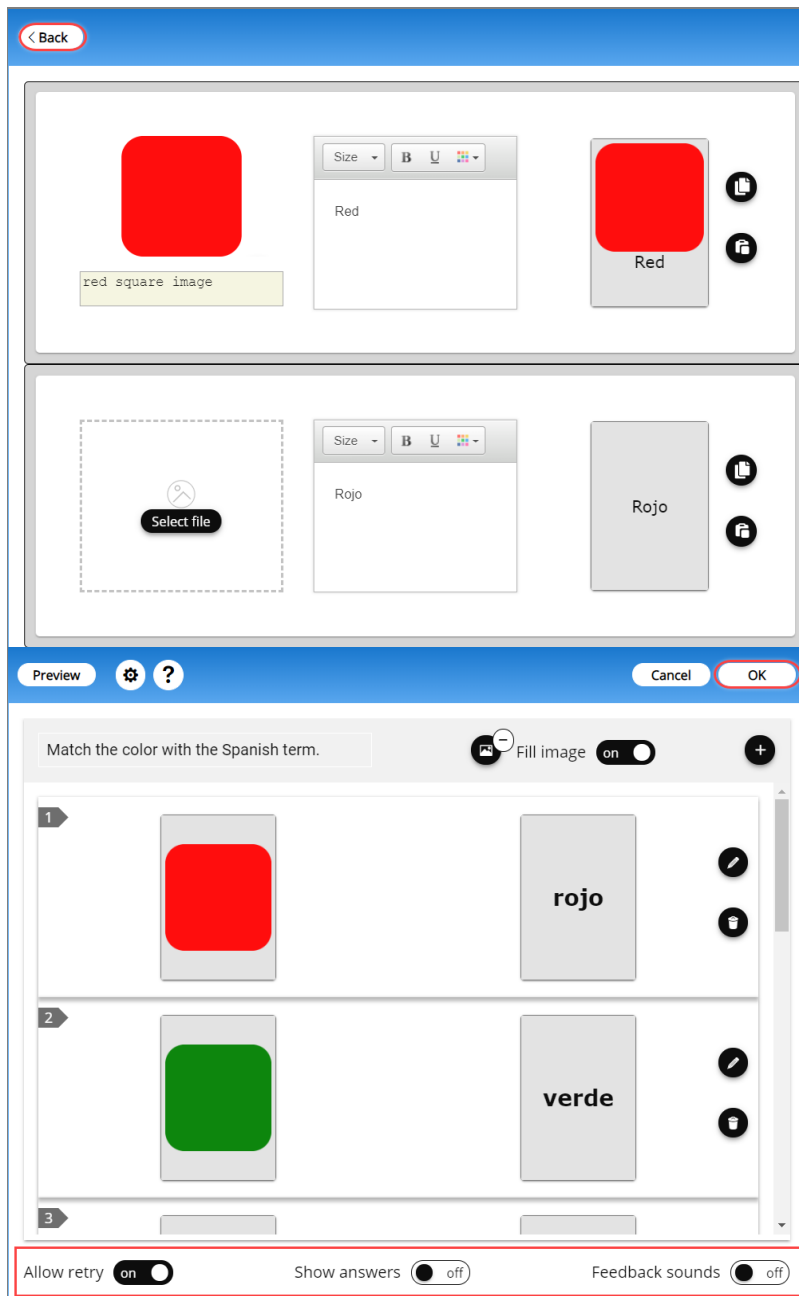 < Back
Size B U
Red
Red
red square image
Size B U
Rojo
Select file
Rojo
Preview ? Cancel OK
Match the color with the Spanish term. Fill image on +
1
rojo
2
verde
3
Allow retry on Show answers off Feedback sounds off